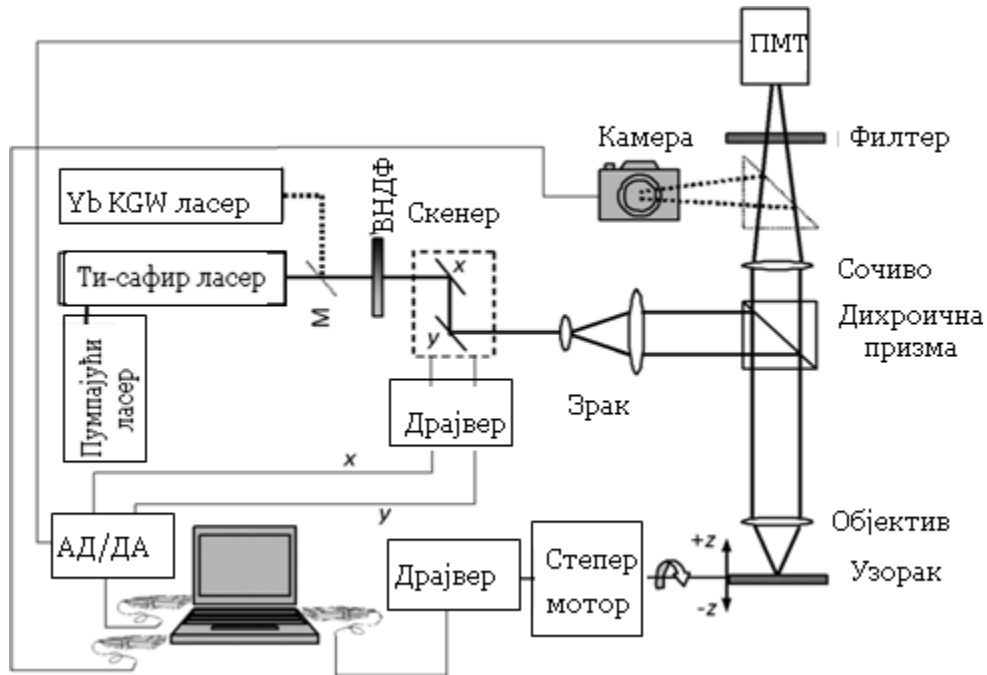 ПМТ
Камера
Филтер
Yb KGW ласер
ВНДФ
Скенер
Ти-сафир ласер
x
M
y
Сочиво
Дихроична
призма
Пумпајући
ласер
Зрак
Драјвер
x
y
Објектив
АД/ДА
Драјвер
Степер
мотор
+z
-z
Узорак